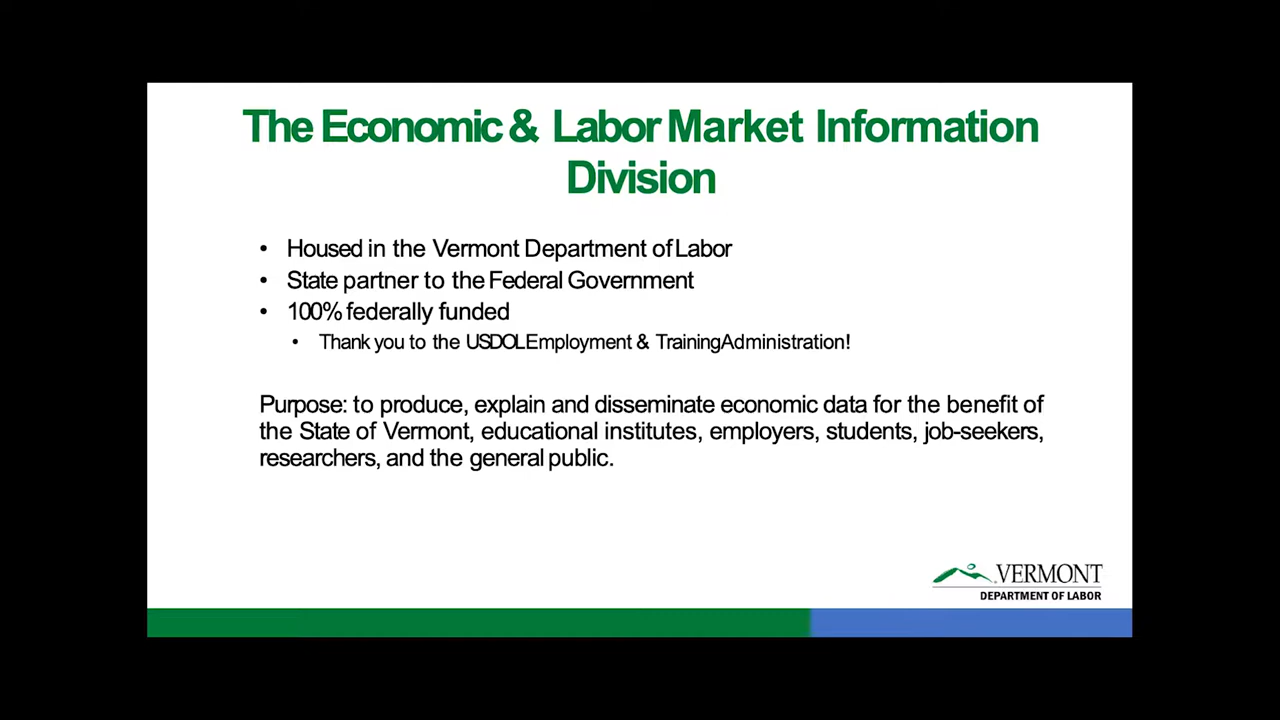 The Economic & Labor Market Information
Division
• Housed in the Vermont Department of Labor
• State partner to the Federal Government
• 100% federally funded
• Thank you to the USDOL Employment & Training Administration!
Purpose: to produce, explain and disseminate economic data for the benefit of
the State of Vermont, educational institutes, employers, students, job-seekers,
researchers, and the general public.
VERMONT
DEPARTMENT OF LABOR